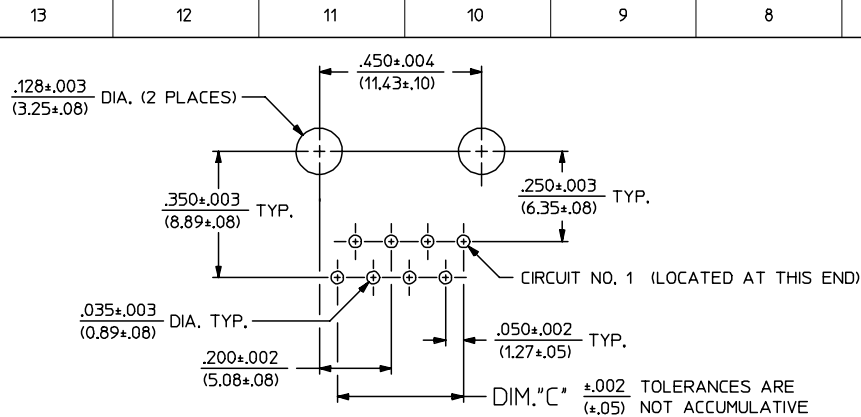 13 12 11 10 9 8
.450±.004
(11.43±.10)
.128±.003
(3.25±.08) DIA. (2 PLACES)
.350±.003
(8.89±.08) TYP.
.250±.003
(6.35±.08) TYP.
CIRCUIT NO. 1 (LOCATED AT THIS END)
.035±.003
(0.89±.08) DIA. TYP.
.050±.002
(1.27±.05) TYP.
.200±.002
(5.08±.08)
DIM."C" ±.002 TOLERANCES ARE
(±.05) NOT ACCUMULATIVE